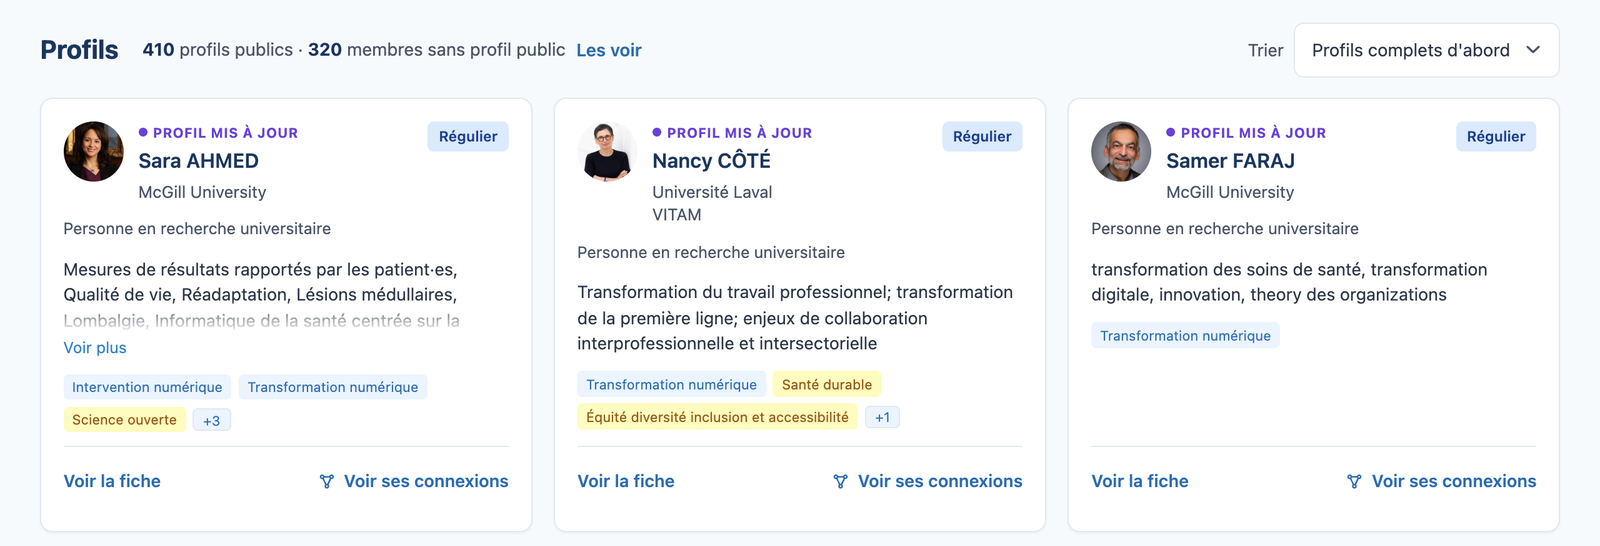 Profils 410 profils publics · 320 membres sans profil public Les voir
Trier Profils complets d'abord
PROFIL MIS À JOUR
Régulier
Sara AHMED
McGill University
Personne en recherche universitaire
Mesures de résultats rapportés par les patient·es,
Qualité de vie, Réadaptation, Lésions médullaires,
Lombalgie, Informatique de la santé centrée sur la
Voir plus
Intervention numérique Transformation numérique
Science ouverte +3
Voir la fiche Voir ses connexions
PROFIL MIS À JOUR
Régulier
Nancy CÔTÉ
Université Laval
VITAM
Personne en recherche universitaire
Transformation du travail professionnel; transformation
de la première ligne; enjeux de collaboration
interprofessionnelle et intersectorielle
Transformation numérique Santé durable
Équité diversité inclusion et accessibilité +1
Voir la fiche Voir ses connexions
PROFIL MIS À JOUR
Régulier
Samer FARAJ
McGill University
Personne en recherche universitaire
transformation des soins de santé, transformation
digitale, innovation, theory des organizations
Transformation numérique
Voir la fiche Voir ses connexions